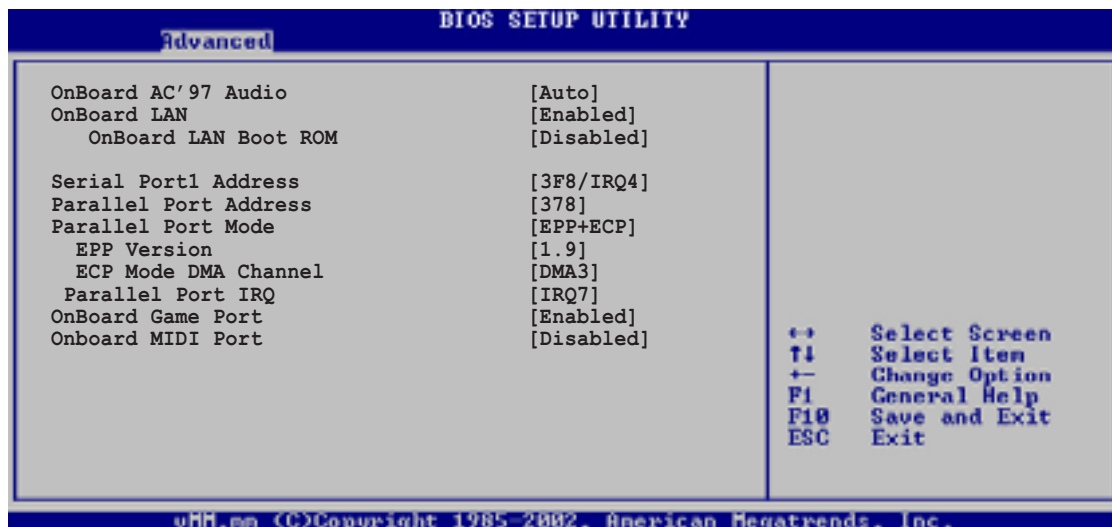 BIOS SETUP UTILITY
Advanced
OnBoard AC'97 Audio [Auto]
OnBoard LAN [Enabled]
OnBoard LAN Boot ROM [Disabled]
Serial Port1 Address [3F8/IRQ4]
Parallel Port Address [378]
Parallel Port Mode [EPP+ECP]
EPP Version [1.9]
ECP Mode DMA Channel [DMA3]
Parallel Port IRQ [IRQ7]
OnBoard Game Port [Enabled]
Onboard MIDI Port [Disabled]
↔ Select Screen
↑↓ Select Item
+- Change Option
F1 General Help
F10 Save and Exit
ESC Exit
vMM.mm (C)Copyright 1985-2002, American Megatrends, Inc.